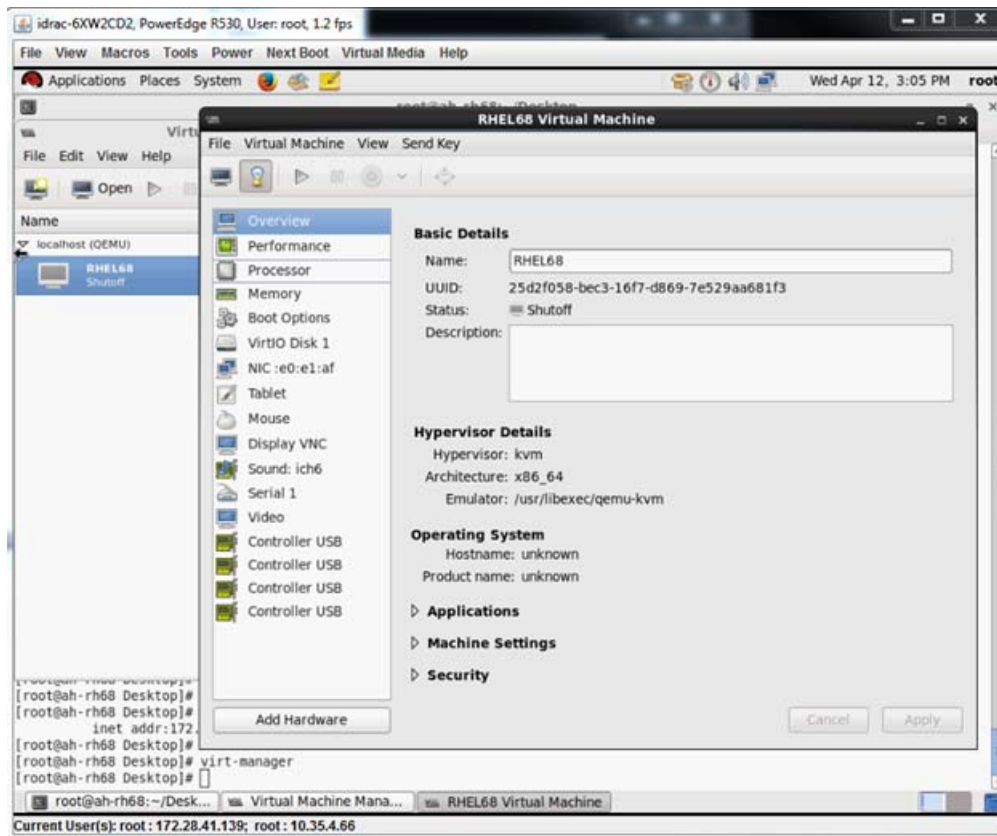 idrac-6XW2CD2, PowerEdge R530, User: root, 1.2 fps
File View Macros Tools Power Next Boot Virtual Media Help
Applications Places System Wed Apr 12, 3:05 PM root
Virtu
File Edit View Help
Open
Name
localhost (QEMU)
RHEL68
Shutoff
RHEL68 Virtual Machine
File Virtual Machine View Send Key
Overview
Performance
Processor
Memory
Boot Options
VirtIO Disk 1
NIC :e0:e1:af
Tablet
Mouse
Display VNC
Sound: ich6
Serial 1
Video
Controller USB
Controller USB
Controller USB
Controller USB
Add Hardware
Basic Details
Name: RHEL68
UUID: 25d2f058-bec3-16f7-d869-7e529aa681f3
Status: Shutoff
Description:
Hypervisor Details
Hypervisor: kvm
Architecture: x86_64
Emulator: /usr/libexec/qemu-kvm
Operating System
Hostname: unknown
Product name: unknown
Applications
Machine Settings
Security
Cancel Apply
[root@ah-rh68 Desktop]#
[root@ah-rh68 Desktop]#
inet addr:172.
[root@ah-rh68 Desktop]#
[root@ah-rh68 Desktop]# virt-manager
[root@ah-rh68 Desktop]#
root@ah-rh68:~/Desk... Virtual Machine Mana... RHEL68 Virtual Machine
Current User(s): root : 172.28.41.139; root : 10.35.4.66